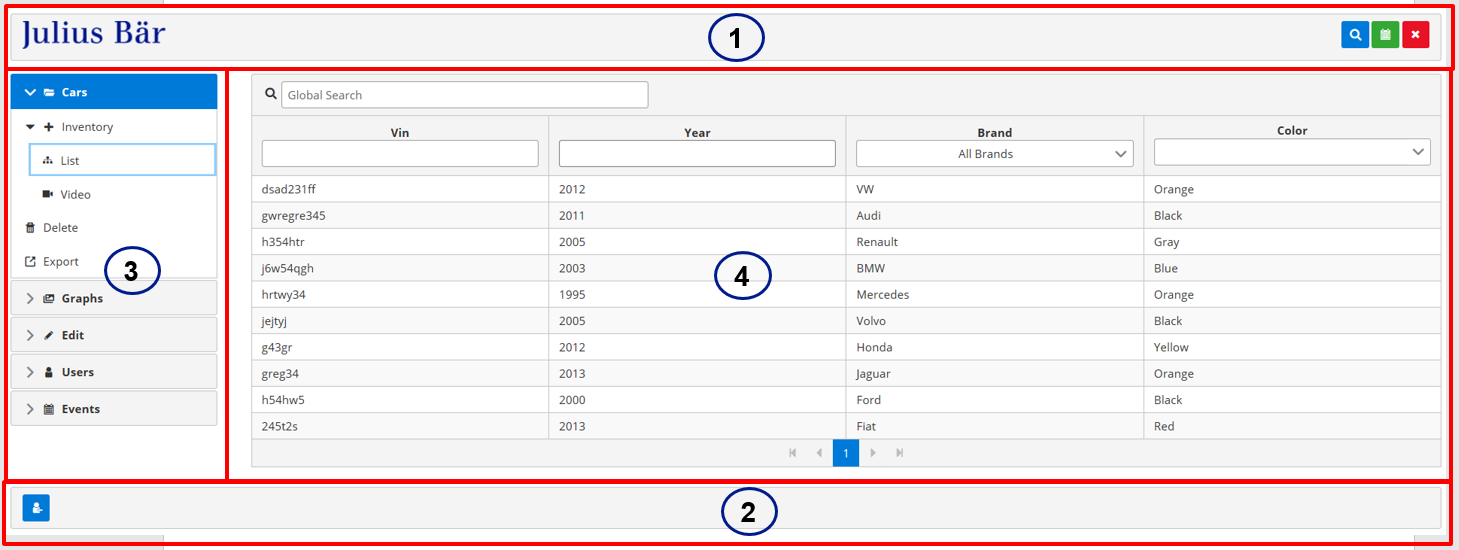 Julius Bär
1
Cars
Global Search
Vin Year Brand Color
Inventory
All Brands
List
dsad231ff 2012 VW Orange
Video
gwregre345 2011 Audi Black
Delete
h354htr 2005 Renault Gray
Export
3
j6w54qgh 2003 BMW Blue
4
Graphs
hrtwy34 1995 Mercedes Orange
jejtyj 2005 Volvo Black
Edit
g43gr 2012 Honda Yellow
Users
greg34 2013 Jaguar Orange
h54hw5 2000 Ford Black
Events
245t2s 2013 Fiat Red
1
2